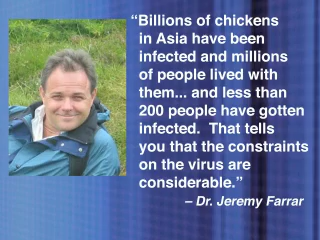 “Billions of chickens
in Asia have been
infected and millions
of people lived with
them... and less than
200 people have gotten
infected.  That tells
you that the constraints
on the virus are
considerable.”
– Dr. Jeremy Farrar